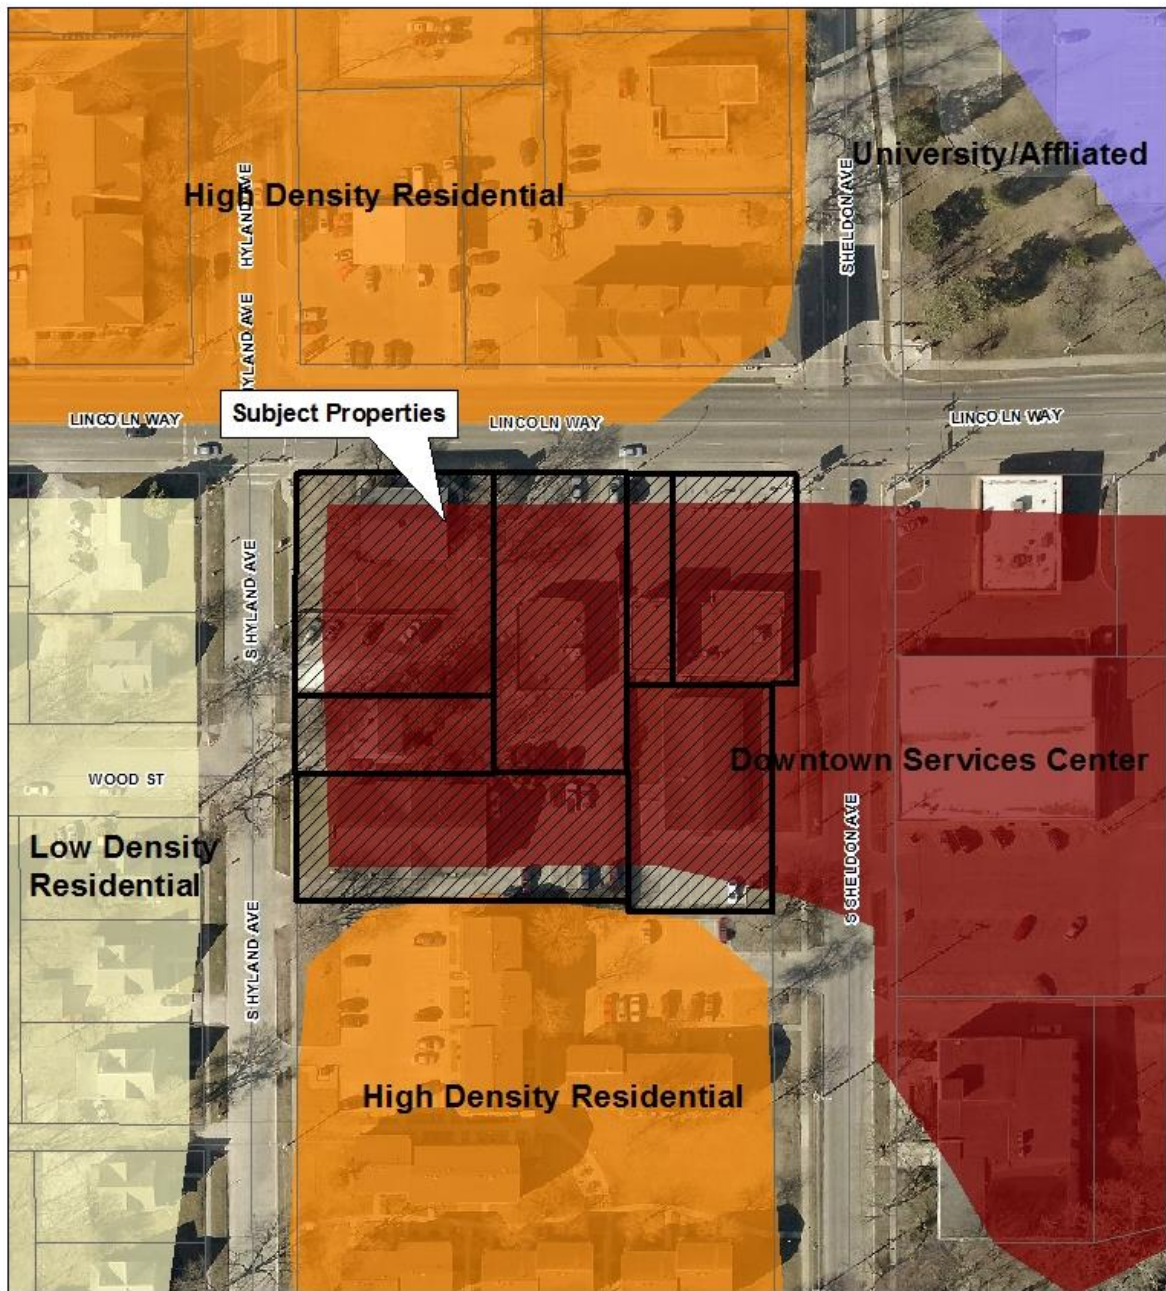 University/Affliated
High Density Residential
HYLAND AVE
SHELDON AVE
HYLAND AVE
Subject Properties
LINCOLN WAY
LINCOLN WAY
LINCOLN WAY
S HYLAND AVE
Downtown Services Center
WOOD ST
Low Density
Residential
S SHELDON AVE
S HYLAND AVE
High Density Residential